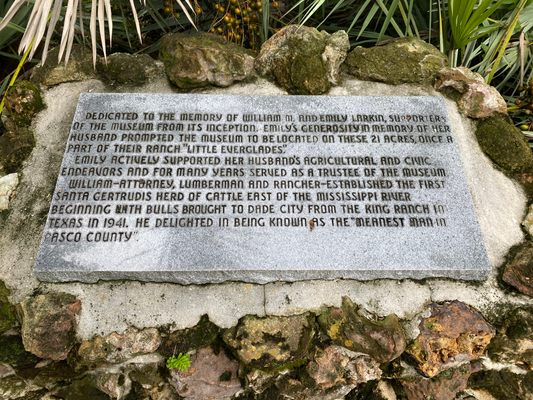 DEDICATED TO THE MEMORY OF WILLIAM M. AND EMILY LARKIN, SUPPORTERS
OF THE MUSEUM FROM ITS INCEPTION. EMILY'S GENEROSITY IN MEMORY OF HER
HUSBAND PROMPTED THE MUSEUM TO BE LOCATED ON THESE 21 ACRES, ONCE A
PART OF THEIR RANCH "LITTLE EVERGLADES."
EMILY ACTIVELY SUPPORTED HER HUSBAND'S AGRICULTURAL AND CIVIC
ENDEAVORS AND FOR MANY YEARS SERVED AS A TRUSTEE OF THE MUSEUM.
WILLIAM-ATTORNEY, LUMBERMAN AND RANCHER-ESTABLISHED THE FIRST
SANTA GERTRUDIS HERD OF CATTLE EAST OF THE MISSISSIPPI RIVER
BEGINNING WITH BULLS BROUGHT TO DADE CITY FROM THE KING RANCH IN
TEXAS IN 1941. HE DELIGHTED IN BEING KNOWN AS THE "MEANEST MAN IN
PASCO COUNTY".